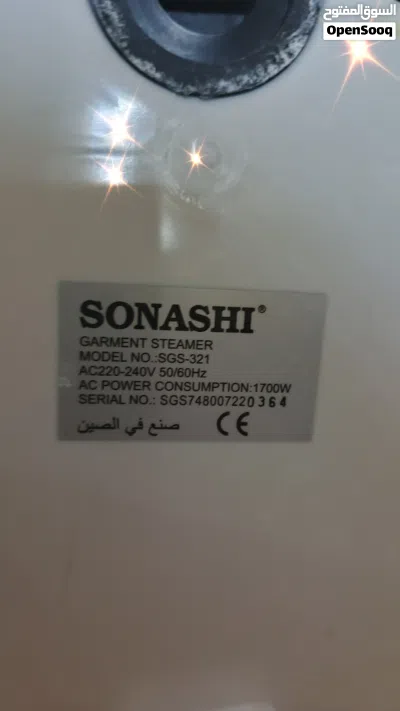 السوق المفتوح
OpenSooq
SONASHI®
GARMENT STEAMER
MODEL NO.:SGS-321
AC220-240V 50/60Hz
AC POWER CONSUMPTION:1700W
SERIAL NO.: SGS748007220364
صنع في الصين CE